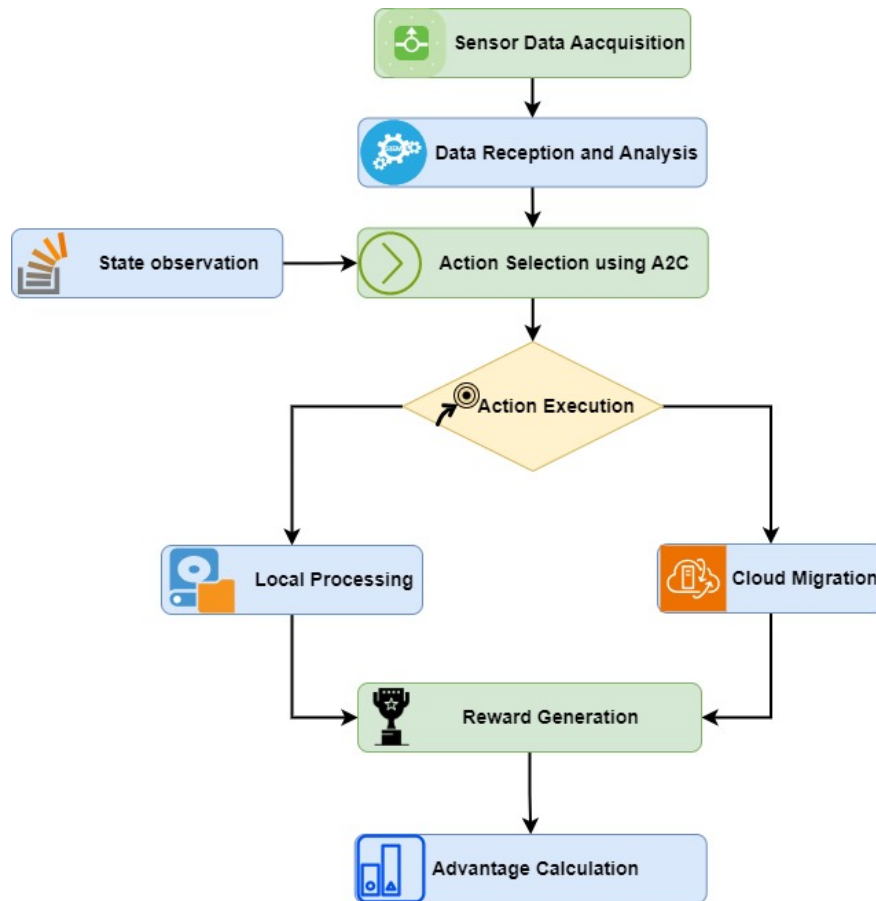 Sensor Data Aacquisition
Data Reception and Analysis
State observation
Action Selection using A2C
Action Execution
Local Processing
Cloud Migration
Reward Generation
Advantage Calculation